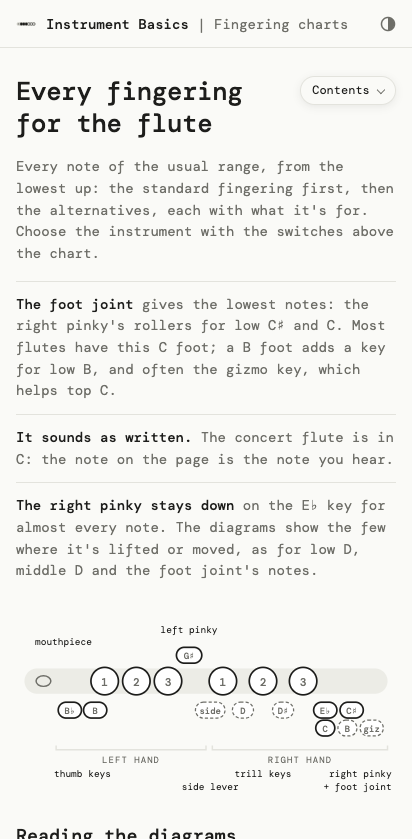 Instrument Basics | Fingering charts
Every fingering
for the flute
Contents
Every note of the usual range, from the
lowest up: the standard fingering first, then
the alternatives, each with what it's for.
Choose the instrument with the switches above
the chart.
The foot joint gives the lowest notes: the
right pinky's rollers for low C♯ and C. Most
flutes have this C foot; a B foot adds a key
for low B, and often the gizmo key, which
helps top C.
It sounds as written. The concert flute is in
C: the note on the page is the note you hear.
The right pinky stays down on the E♭ key for
almost every note. The diagrams show the few
where it's lifted or moved, as for low D,
middle D and the foot joint's notes.
left pinky
mouthpiece
G♯
1 2 3 1 2 3
B♭ B side D D♯ E♭ C♯
C B giz
LEFT HAND RIGHT HAND
thumb keys trill keys right pinky
side lever + foot joint
Reading the diagrams